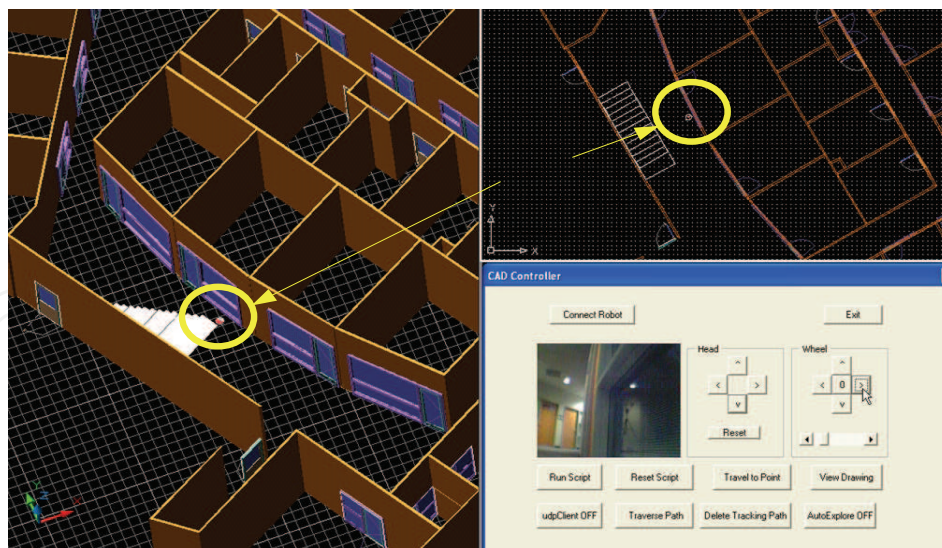 Y
X
CAD Controller
Connect Robot
Exit
Head
Wheel
^
^
< >
< 0 >
v
v
Reset
Run Script
Reset Script
Travel to Point
View Drawing
udpClient OFF
Traverse Path
Delete Tracking Path
AutoExplore OFF